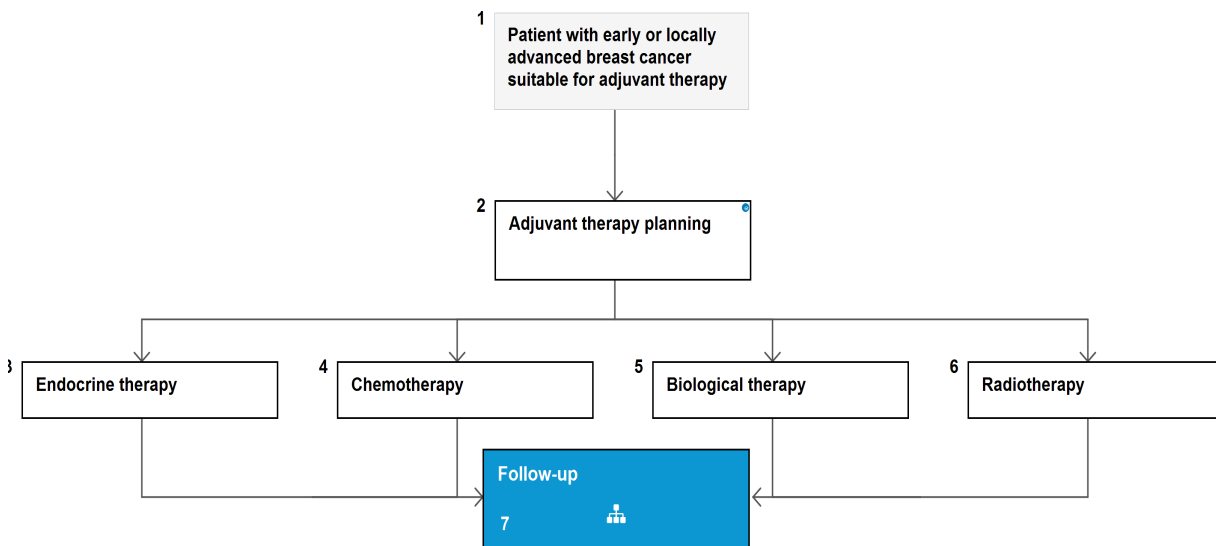 1
Patient with early or locally
advanced breast cancer
suitable for adjuvant therapy
2
Adjuvant therapy planning
3
Endocrine therapy
4
Chemotherapy
5
Biological therapy
6
Radiotherapy
Follow-up
7